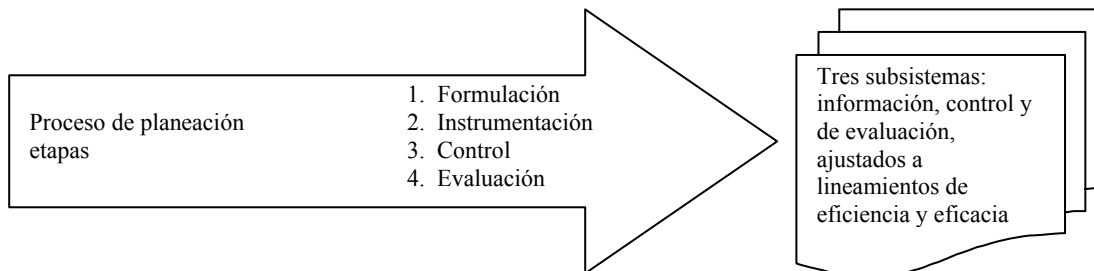 Proceso de planeación
etapas
1. Formulación
2. Instrumentación
3. Control
4. Evaluación
Tres subsistemas:
información, control y
de evaluación,
ajustados a
lineamientos de
eficiencia y eficacia